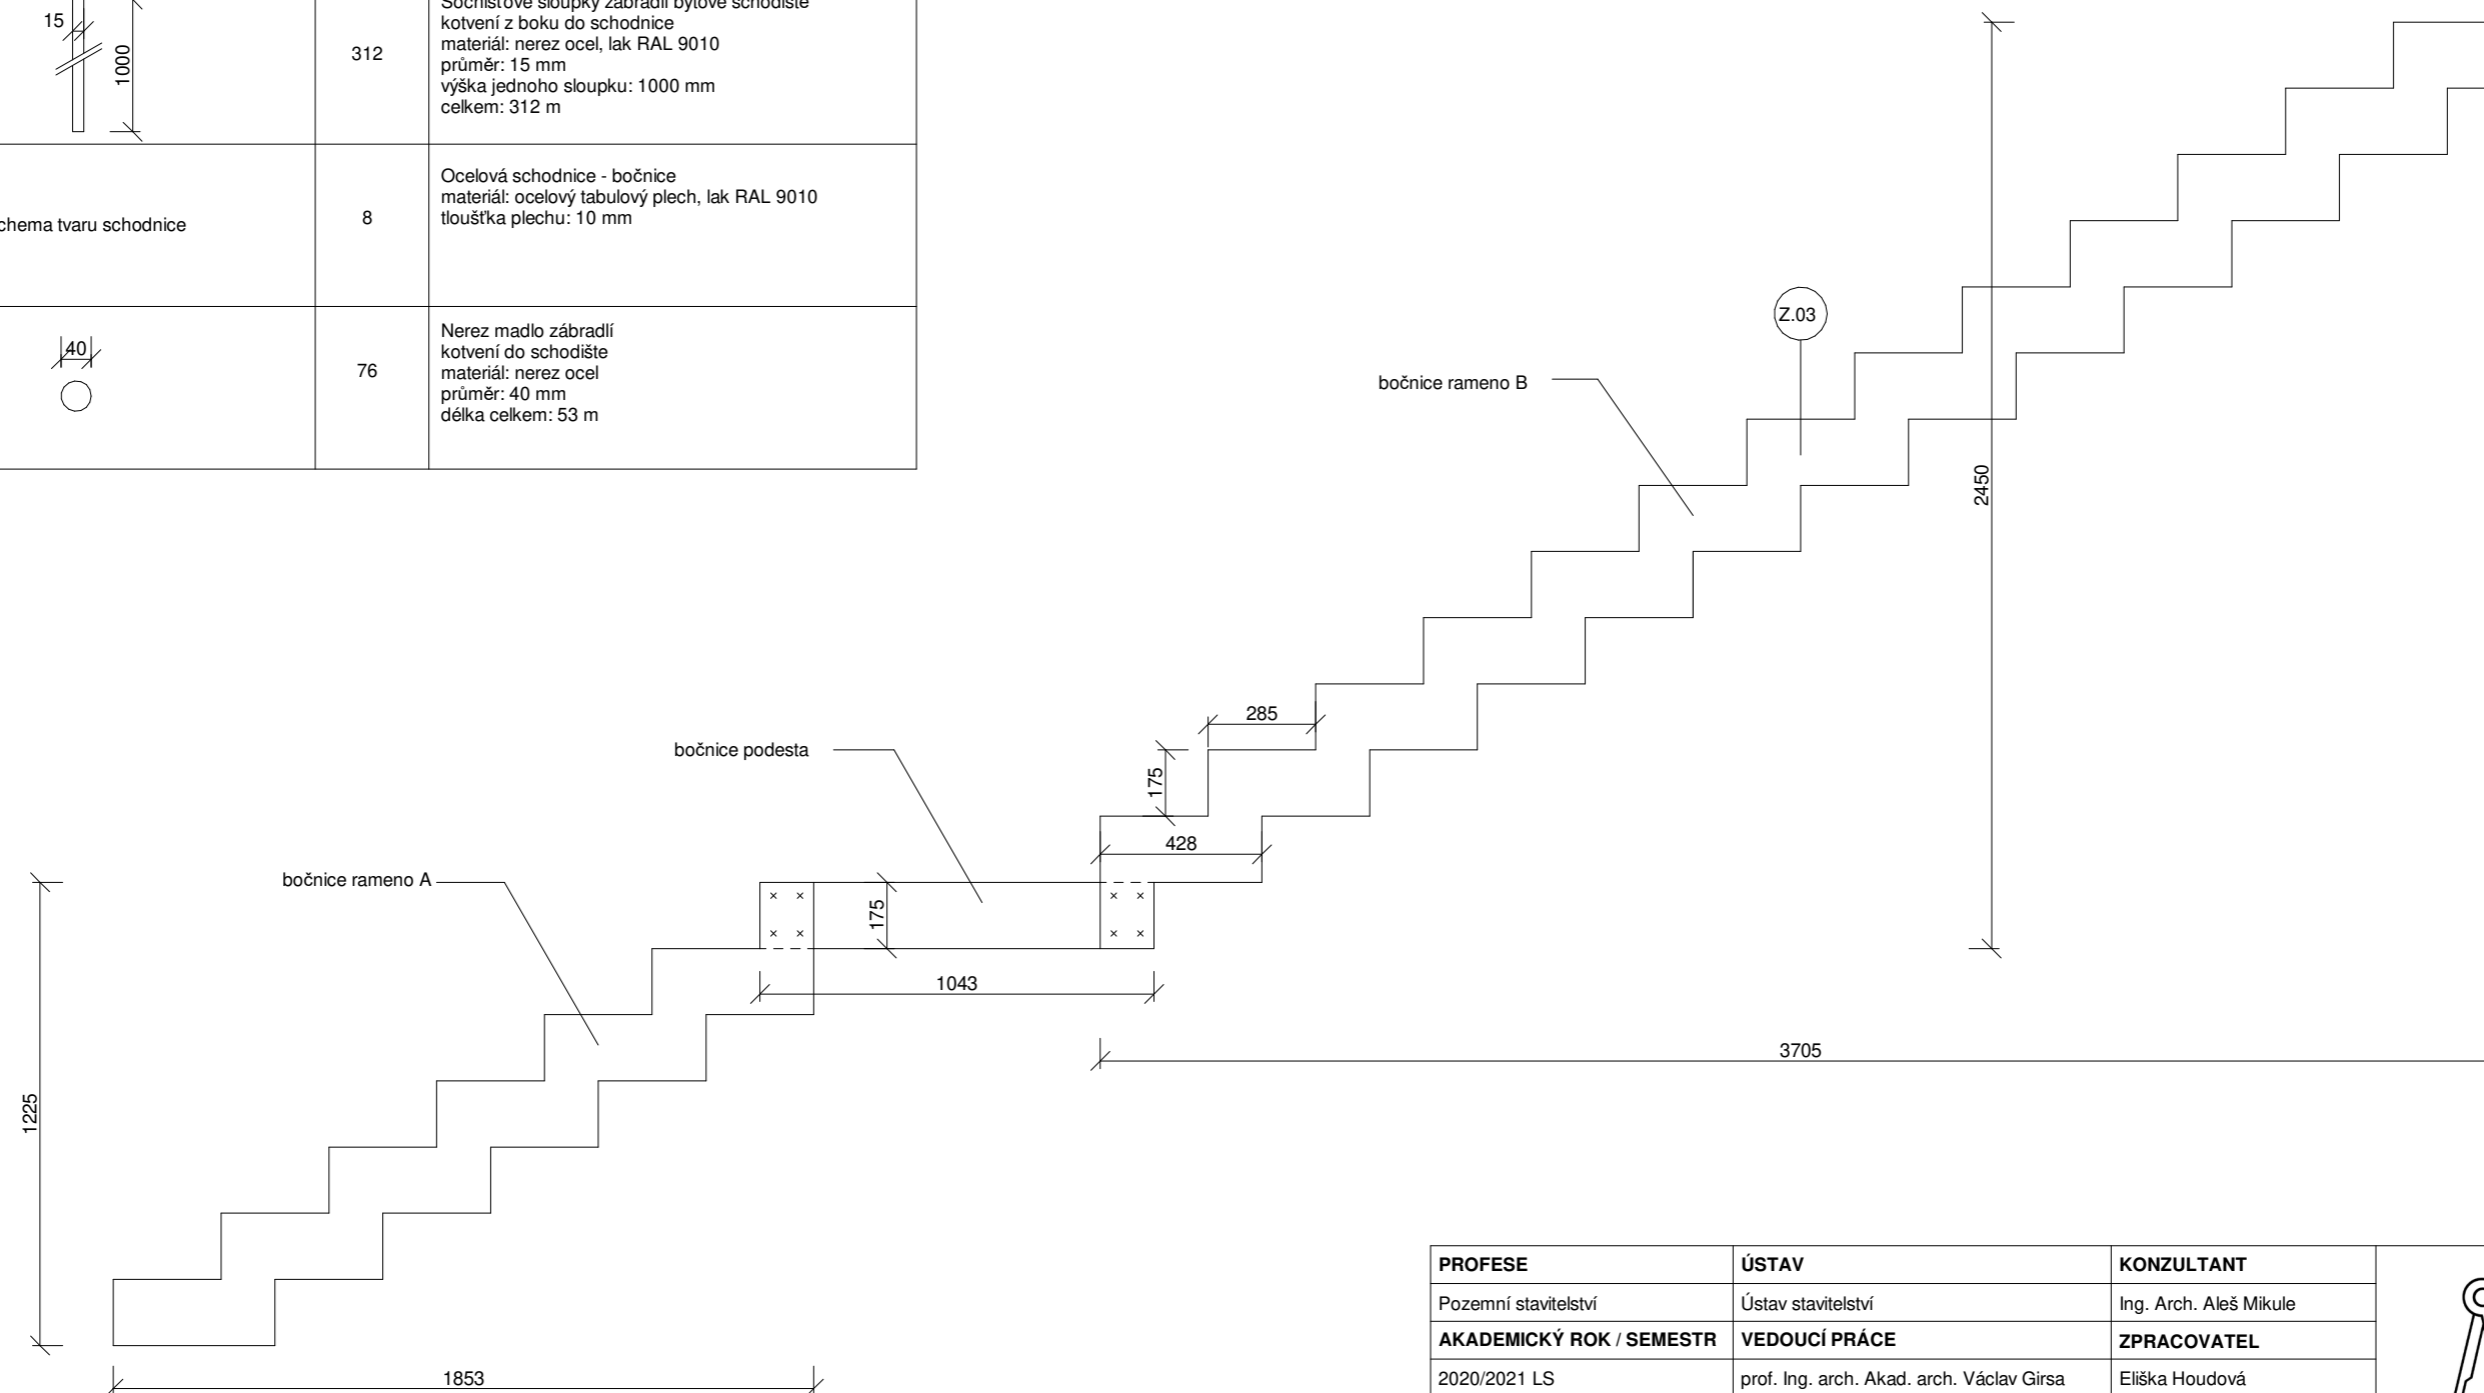 15
1000
312
Sochisťové sloupky zábradlí bytové schodiště
kotvení z boku do schodnice
materiál: nerez ocel, lak RAL 9010
průměr: 15 mm
výška jednoho sloupku: 1000 mm
celkem: 312 m
chema tvaru schodnice
8
Ocelová schodnice - bočnice
materiál: ocelový tabulový plech, lak RAL 9010
tloušťka plechu: 10 mm
40
76
Nerez madlo zábradlí
kotvení do schodiště
materiál: nerez ocel
průměr: 40 mm
délka celkem: 53 m
Z.03
bočnice rameno B
2450
285
175
428
bočnice podesta
bočnice rameno A
175
1043
3705
1225
1853
PROFESE
ÚSTAV
KONZULTANT
Pozemní stavitelství
Ústav stavitelství
Ing. Arch. Aleš Mikule
AKADEMICKÝ ROK / SEMESTR
VEDOUCÍ PRÁCE
ZPRACOVATEL
2020/2021 LS
prof. Ing. arch. Akad. arch. Václav Girsa
Eliška Houdová